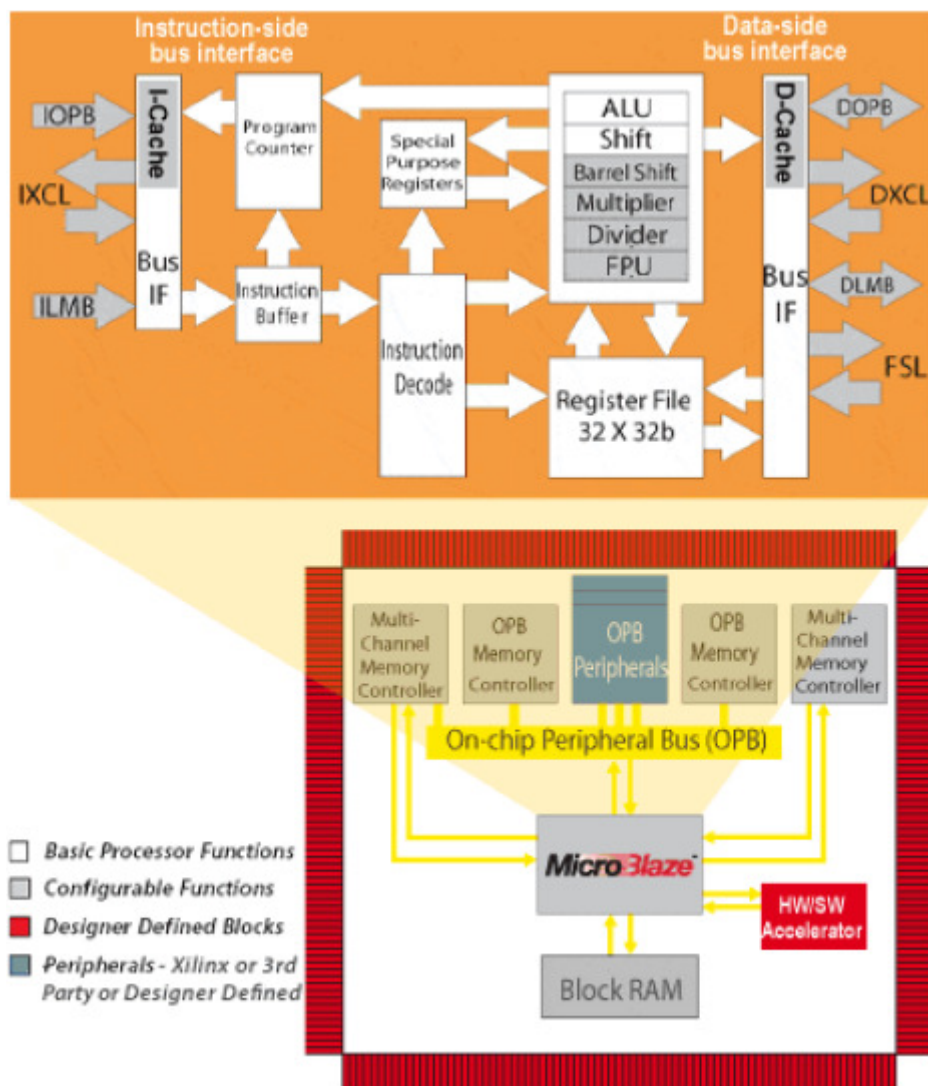 Instruction-side
bus interface
Data-side
bus interface
IOPB
I-Cache
Program
Counter
Special
Purpose
Registers
ALU
Shift
Barrel Shift
Multiplier
Divider
FPU
D-Cache
DOPB
IXCL
DXCL
Bus
IF
Instruction
Buffer
ILMB
Instruction
Decode
Register File
32 X 32b
Bus
IF
DLMB
FSL
Multi-
Channel
Memory
Controller
OPB
Memory
Controller
OPB
Peripherals
OPB
Memory
Controller
Multi-
Channel
Memory
Controller
On-chip Peripheral Bus (OPB)
MicroBlaze™
HW/SW
Accelerator
Block RAM
Basic Processor Functions
Configurable Functions
Designer Defined Blocks
Peripherals - Xilinx or 3rd
Party or Designer Defined